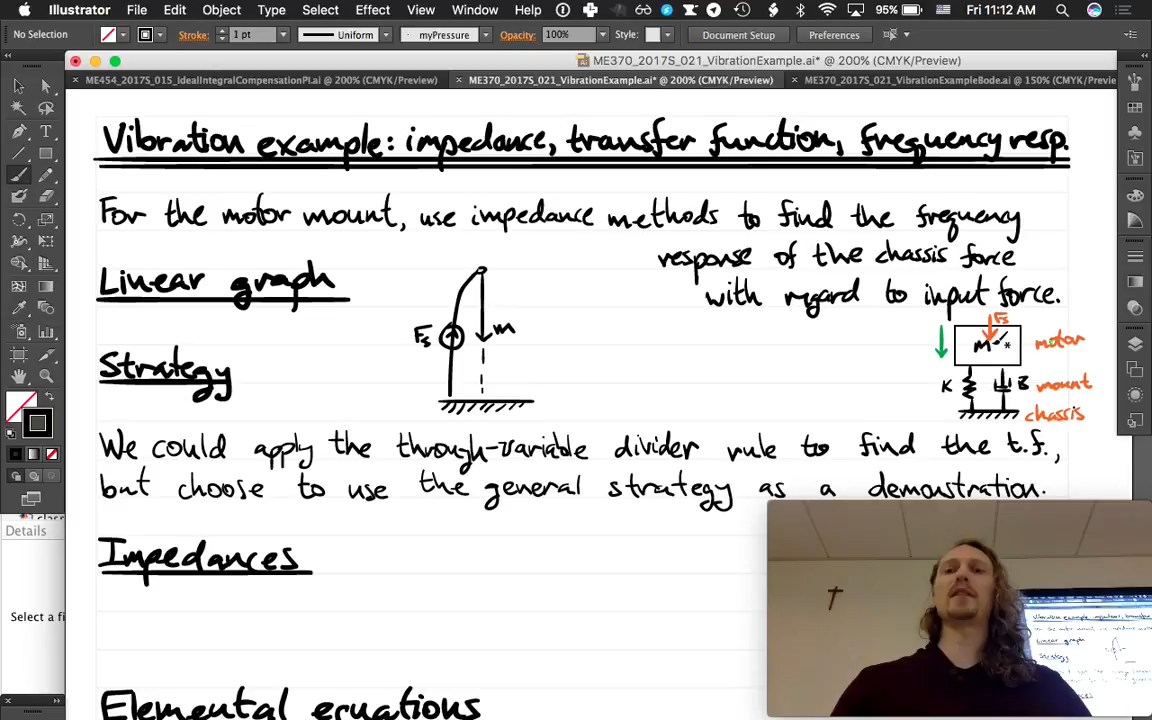 Illustrator File Edit Object Type Select Effect View Window Help 95% Fri 11:12 AM
No Selection Stroke: 1 pt Uniform myPressure Opacity: 100% Style: Document Setup Preferences
ME370_2017S_021_VibrationExample.ai* @ 200% (CMYK/Preview)
ME454_2017S_015_IdealIntegralCompensationPI.ai @ 200% (CMYK/Preview) ME370_2017S_021_VibrationExample.ai* @ 200% (CMYK/Preview) ME370_2017S_021_VibrationExampleBode.ai @ 150% (CMYK/Preview)
Vibration example: impedance, transfer function, frequency resp.
For the motor mount, use impedance methods to find the frequency
response of the chassis force
with regard to input force.
Linear graph
Fs m
Fs
m motor
K B mount
chassis
Strategy
We could apply the through-variable divider rule to find the t.f.,
but choose to use the general strategy as a demonstration.
Impedances
Elemental equations
Details
Select a fi